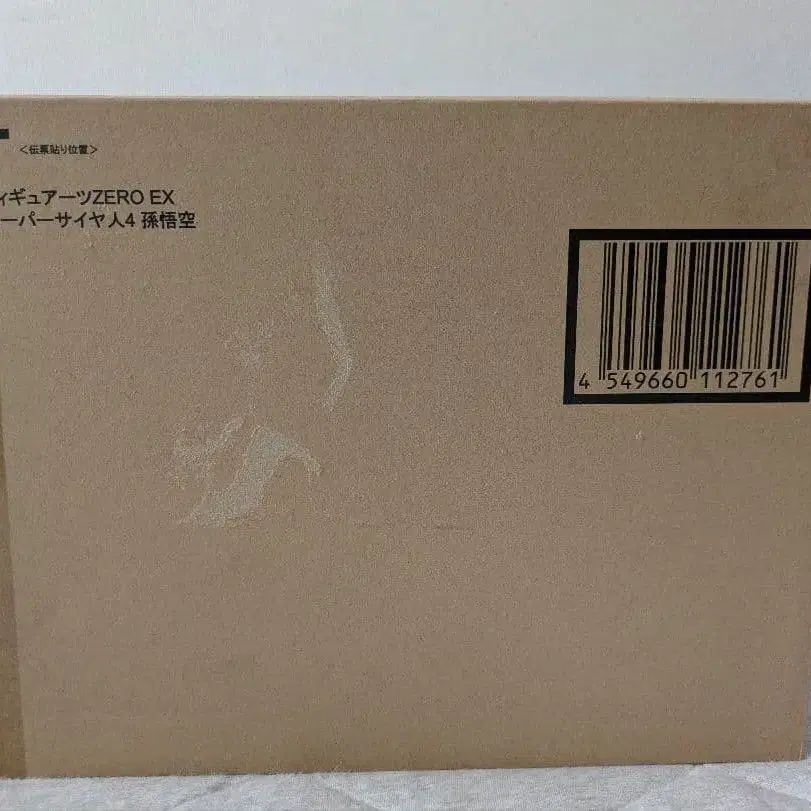 <伝票貼り位置>
ィギュアーツZERO EX
ーパーサイヤ人4 孫悟空
4 549660 112761